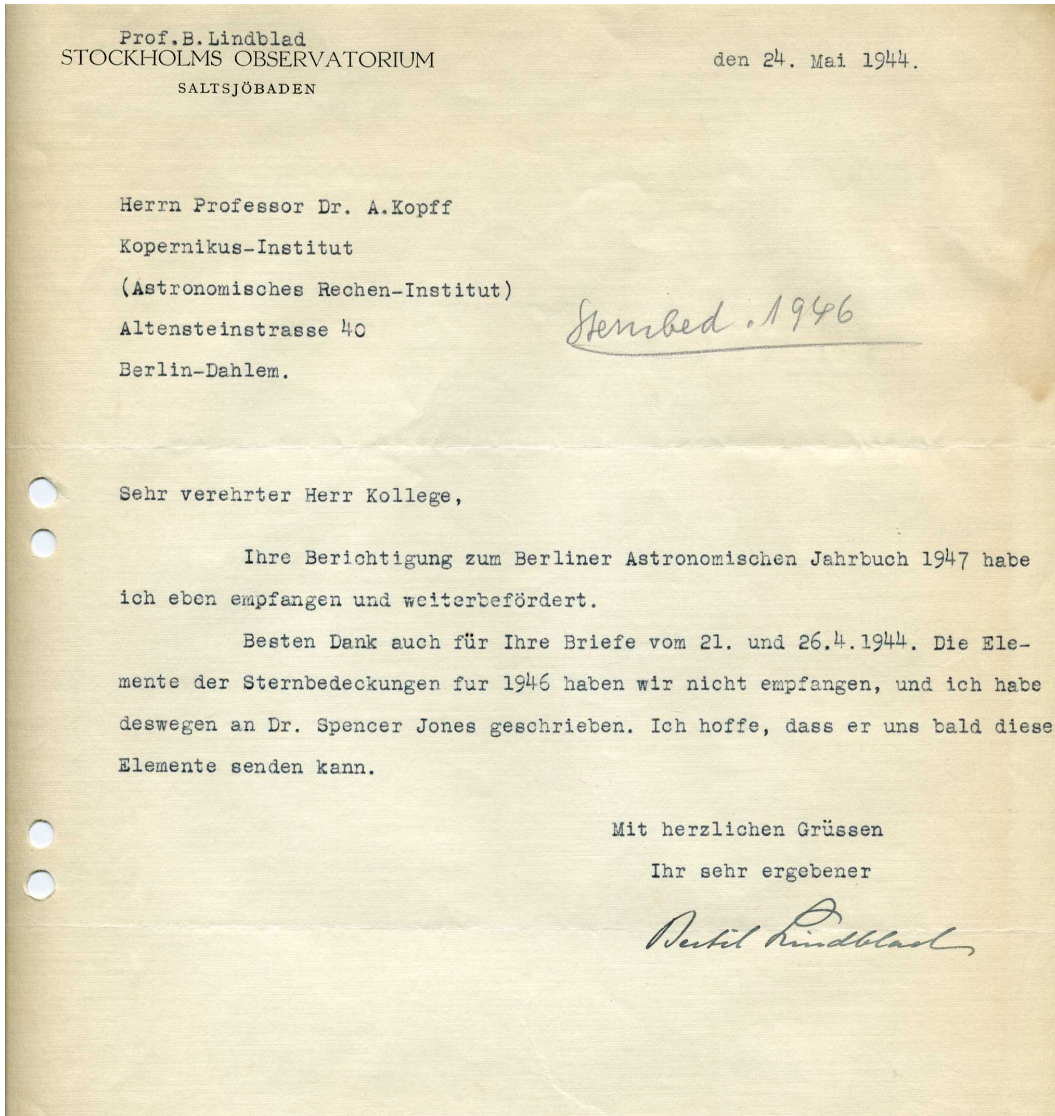 Prof.B.Lindblad
STOCKHOLMS OBSERVATORIUM
SALTSJÖBADEN
den 24. Mai 1944.
Herrn Professor Dr. A.Kopff
Kopernikus-Institut
(Astronomisches Rechen-Institut)
Altensteinstrasse 40
Berlin-Dahlem.
Sternbed. 1946
Sehr verehrter Herr Kollege,
Ihre Berichtigung zum Berliner Astronomischen Jahrbuch 1947 habe
ich eben empfangen und weiterbefördert.
Besten Dank auch für Ihre Briefe vom 21. und 26.4.1944. Die Ele-
mente der Sternbedeckungen fur 1946 haben wir nicht empfangen, und ich habe
deswegen an Dr. Spencer Jones geschrieben. Ich hoffe, dass er uns bald diese
Elemente senden kann.
Mit herzlichen Grüssen
Ihr sehr ergebener
Bertil Lindblad